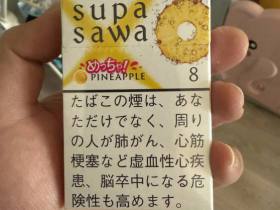 supa
sawa
めっちゃ!
PINEAPPLE
8
たばこの煙は、あな
ただけでなく、周り
の人が肺がん、心筋
梗塞など虚血性心疾
患、脳卒中になる危
険性も高めます。